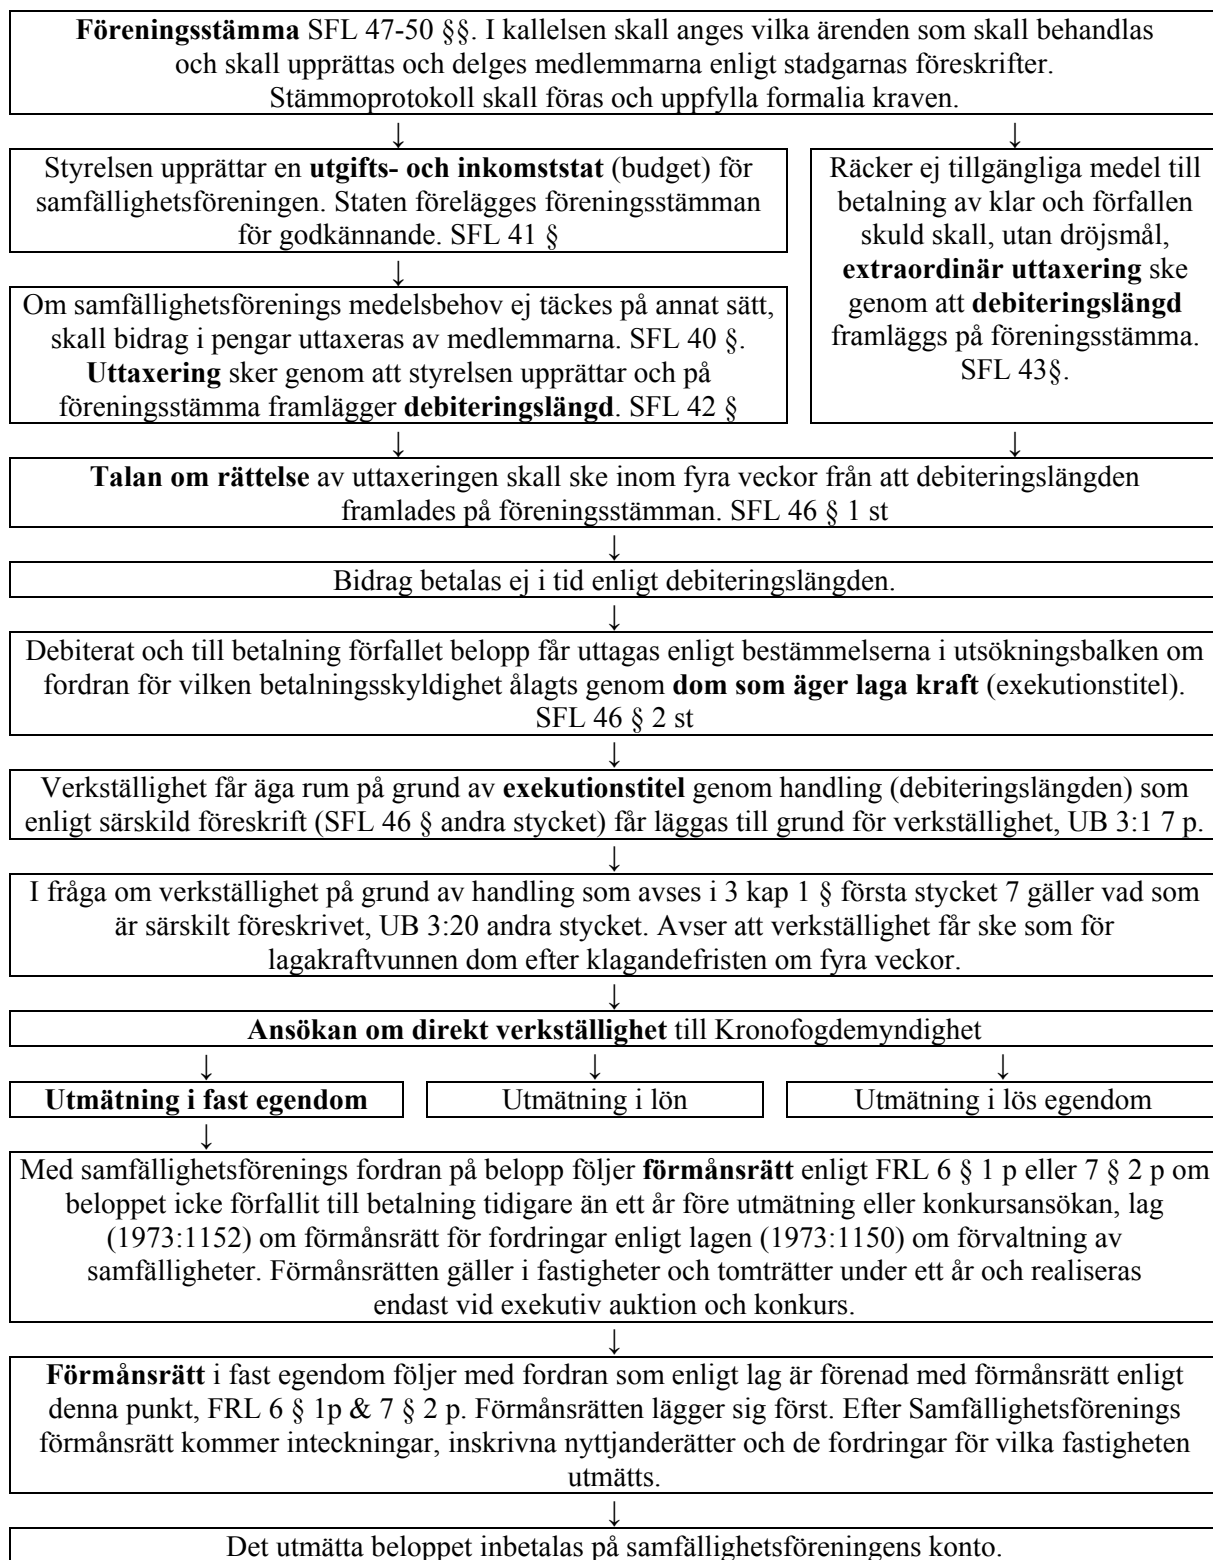 Föreningsstämma SFL 47-50 §§. I kallelsen skall anges vilka ärenden som skall behandlas
och skall upprättas och delges medlemmarna enligt stadgarnas föreskrifter.
Stämmoprotokoll skall föras och uppfylla formalia kraven.
↓
Styrelsen upprättar en utgifts- och inkomststat (budget) för
samfällighetsföreningen. Staten förelägges föreningsstämman
för godkännande. SFL 41 §
↓
Om samfällighetsförenings medelsbehov ej täckes på annat sätt,
skall bidrag i pengar uttaxeras av medlemmarna. SFL 40 §.
Uttaxering sker genom att styrelsen upprättar och på
föreningsstämma framlägger debiteringslängd. SFL 42 §
↓
↓
Räcker ej tillgängliga medel till
betalning av klar och förfallen
skuld skall, utan dröjsmål,
extraordinär uttaxering ske
genom att debiteringslängd
framläggs på föreningsstämma.
SFL 43§.
↓
Talan om rättelse av uttaxeringen skall ske inom fyra veckor från att debiteringslängden
framlades på föreningsstämman. SFL 46 § 1 st
↓
Bidrag betalas ej i tid enligt debiteringslängden.
↓
Debiterat och till betalning förfallet belopp får uttagas enligt bestämmelserna i utsökningsbalken om
fordran för vilken betalningsskyldighet ålagts genom dom som äger laga kraft (exekutionstitel).
SFL 46 § 2 st
↓
Verkställighet får äga rum på grund av exekutionstitel genom handling (debiteringslängden) som
enligt särskild föreskrift (SFL 46 § andra stycket) får läggas till grund för verkställighet, UB 3:1 7 p.
↓
I fråga om verkställighet på grund av handling som avses i 3 kap 1 § första stycket 7 gäller vad som
är särskilt föreskrivet, UB 3:20 andra stycket. Avser att verkställighet får ske som för
lagakraftvunnen dom efter klagandefristen om fyra veckor.
↓
Ansökan om direkt verkställighet till Kronofogdemyndighet
↓ ↓ ↓
Utmätning i fast egendom
Utmätning i lön
Utmätning i lös egendom
↓
Med samfällighetsförenings fordran på belopp följer förmånsrätt enligt FRL 6 § 1 p eller 7 § 2 p om
beloppet icke förfallit till betalning tidigare än ett år före utmätning eller konkursansökan, lag
(1973:1152) om förmånsrätt för fordringar enligt lagen (1973:1150) om förvaltning av
samfälligheter. Förmånsrätten gäller i fastigheter och tomträtter under ett år och realiseras
endast vid exekutiv auktion och konkurs.
↓
Förmånsrätt i fast egendom följer med fordran som enligt lag är förenad med förmånsrätt enligt
denna punkt, FRL 6 § 1p & 7 § 2 p. Förmånsrätten lägger sig först. Efter Samfällighetsförenings
förmånsrätt kommer inteckningar, inskrivna nyttjanderätter och de fordringar för vilka fastigheten
utmätts.
↓
Det utmätta beloppet inbetalas på samfällighetsföreningens konto.